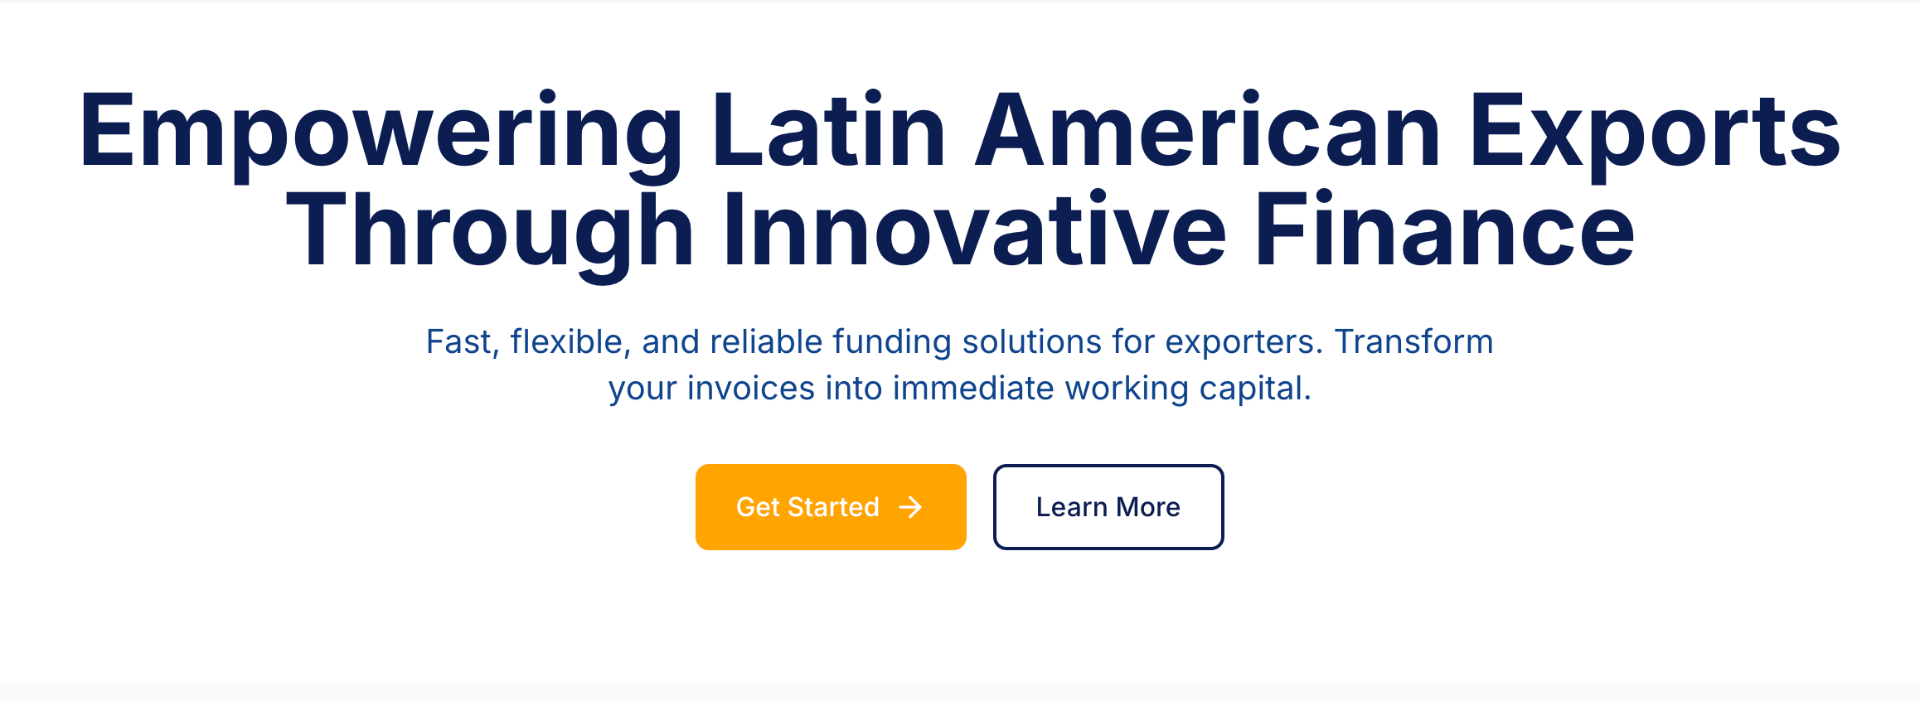 Empowering Latin American Exports
Through Innovative Finance
Fast, flexible, and reliable funding solutions for exporters. Transform
your invoices into immediate working capital.
Get Started →
Learn More